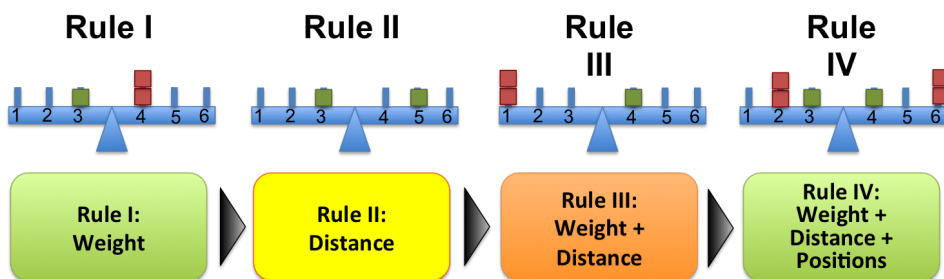 Rule I
Rule II
Rule
III
Rule
IV
1 2 3 4 5 6
1 2 3 4 5 6
1 2 3 4 5 6
1 2 3 4 5 6
Rule I:
Weight
Rule II:
Distance
Rule III:
Weight +
Distance
Rule IV:
Weight +
Distance +
Positions